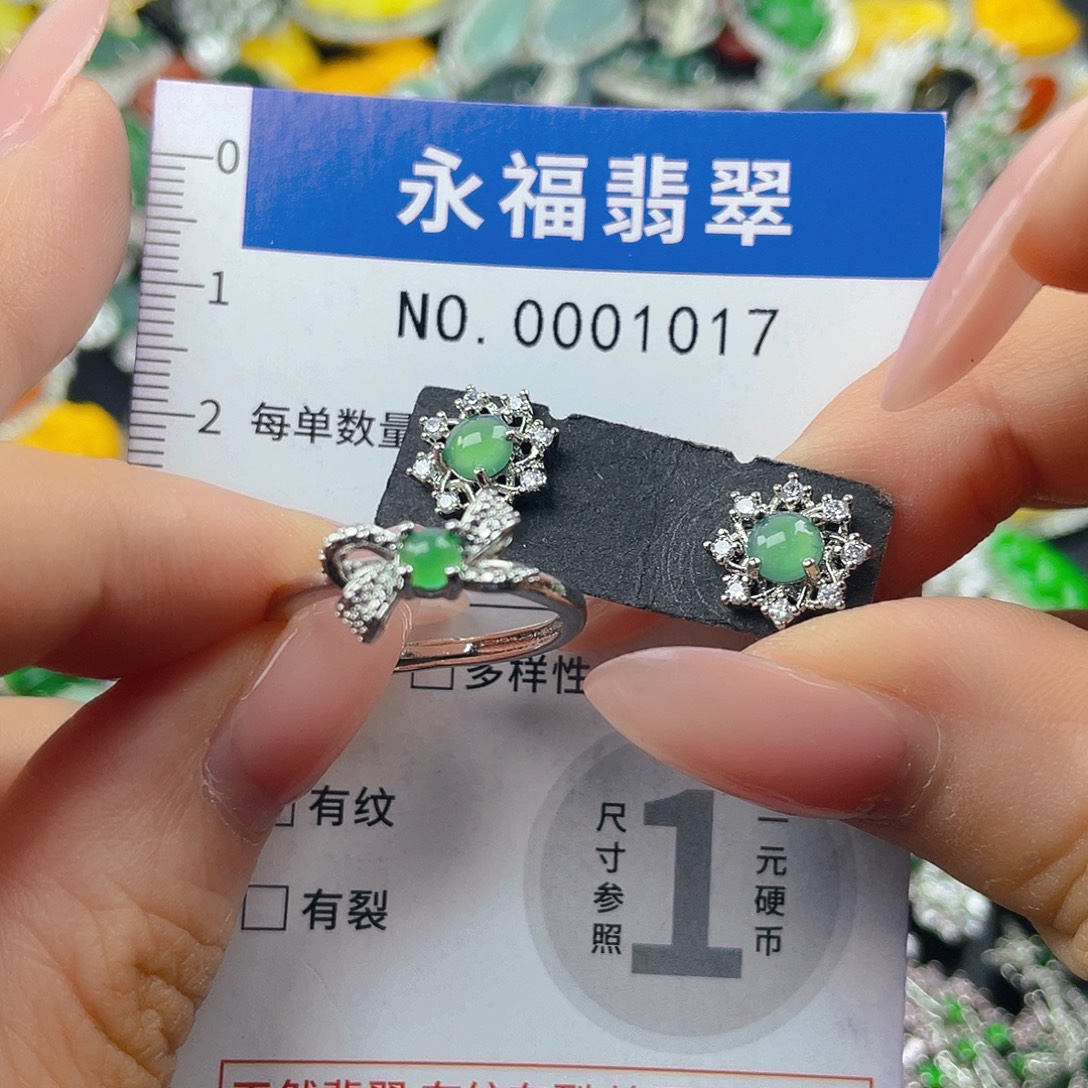 永福翡翠
NO. 0001017
0
1
2
每单数量
□ 多样性
□ 有纹
□ 有裂
尺寸参照
1
一元硬币